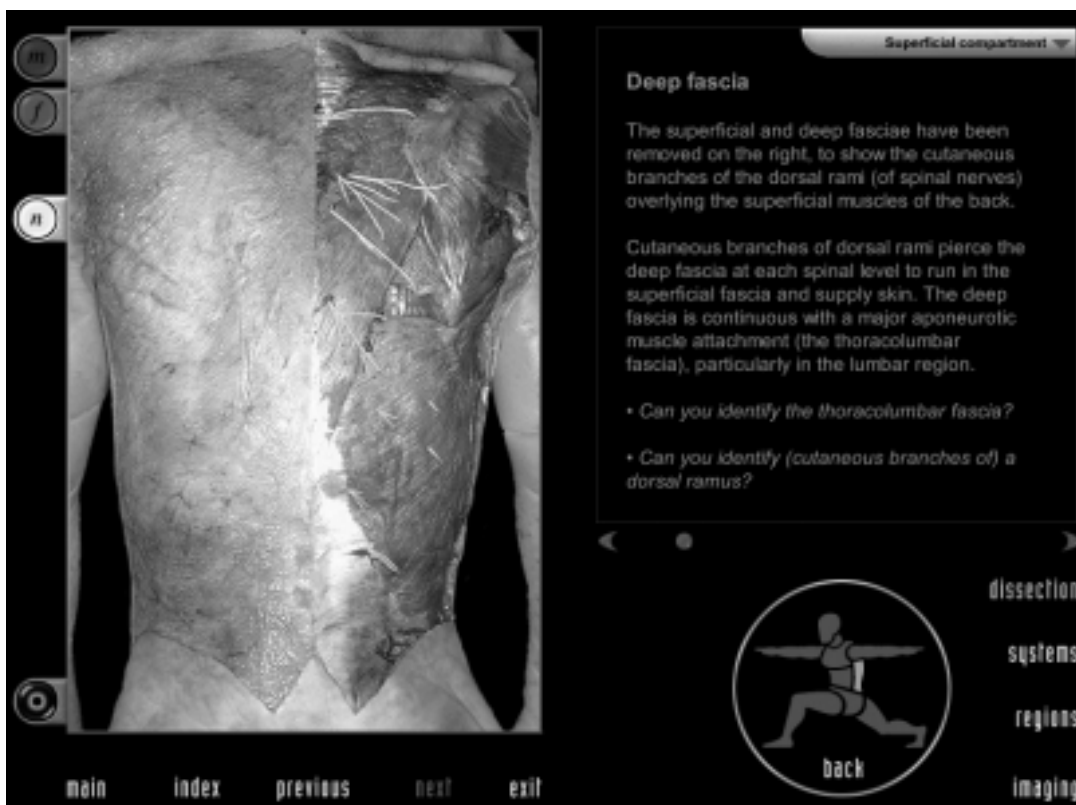 m
f
n
Superficial compartment
Deep fascia
The superficial and deep fasciae have been
removed on the right, to show the cutaneous
branches of the dorsal rami (of spinal nerves)
overlying the superficial muscles of the back.
Cutaneous branches of dorsal rami pierce the
deep fascia at each spinal level to run in the
superficial fascia and supply skin. The deep
fascia is continuous with a major aponeurotic
muscle attachment (the thoracolumbar
fascia), particularly in the lumbar region.
• Can you identify the thoracolumbar fascia?
• Can you identify (cutaneous branches of) a
dorsal ramus?
dissection
systems
regions
imaging
back
main index previous next exit